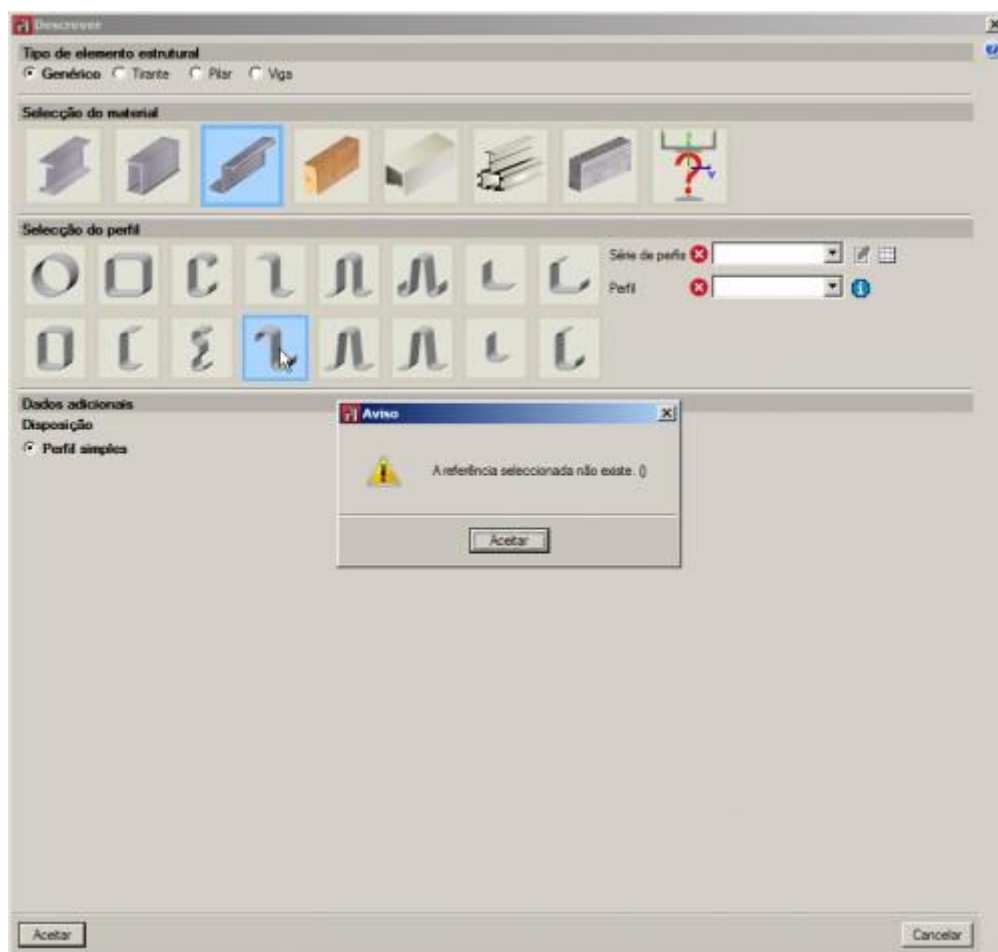 Descrever
Tipo de elemento estrutural
Genérico Tirante Pilar Viga
Selecção do material
Selecção do perfil
Série de perfis
Perfil
Dados adicionais
Disposição
Perfil simples
Aviso
A referência seleccionada não existe. ()
Aceitar
Aceitar Cancelar